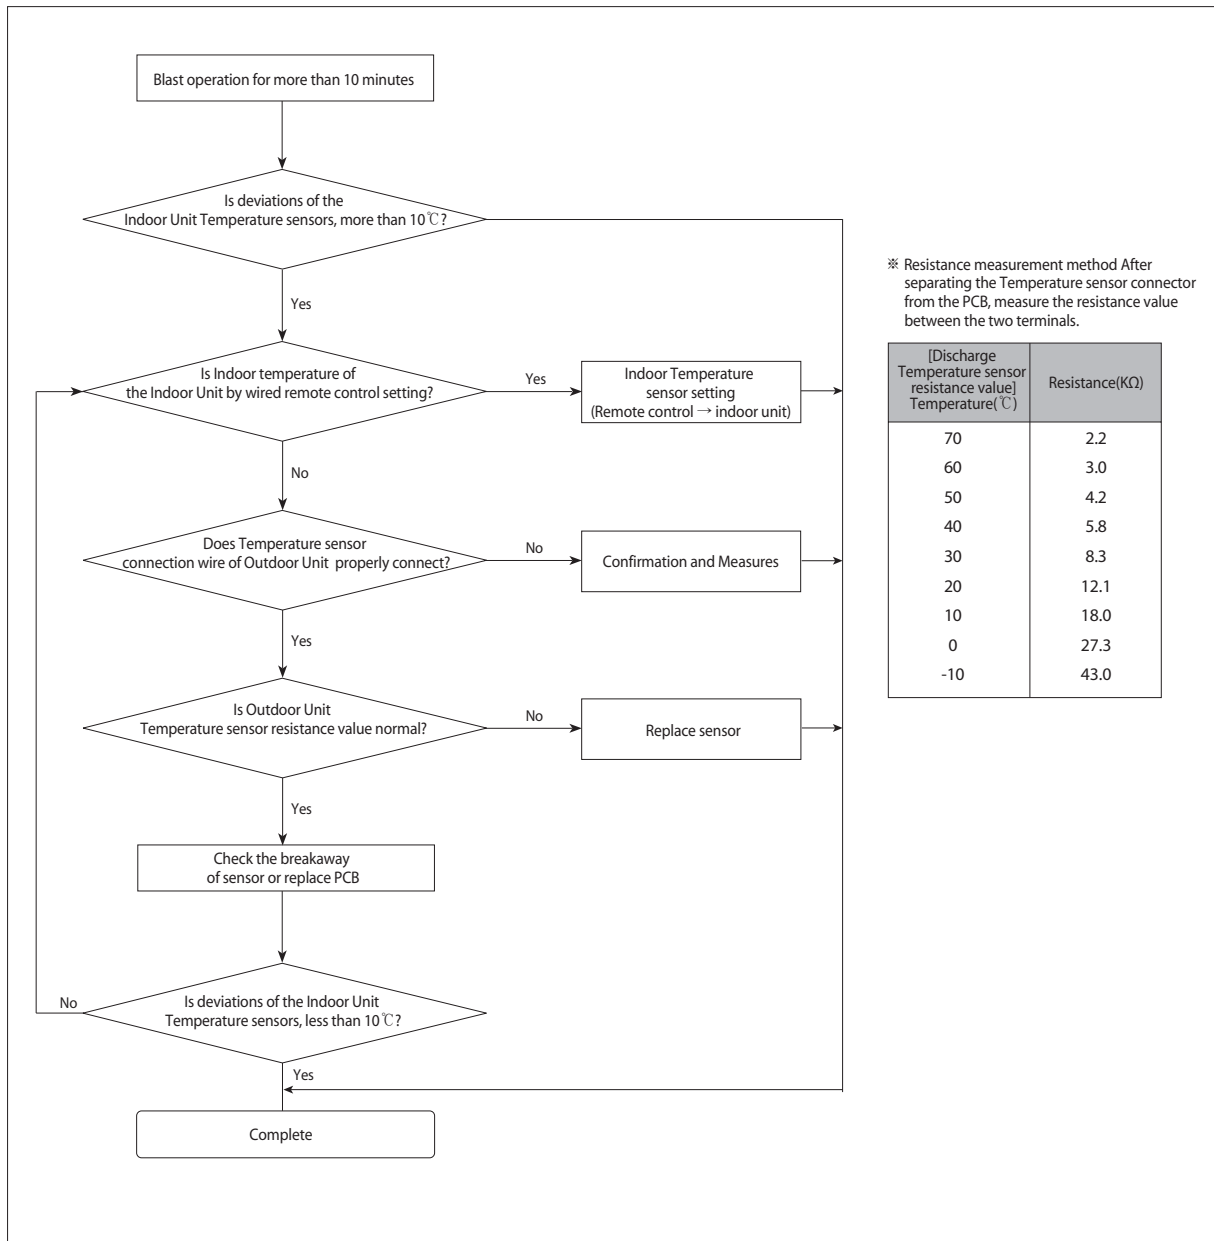 Blast operation for more than 10 minutes
Is deviations of the
Indoor Unit Temperature sensors, more than 10℃?
Yes
Is Indoor temperature of
the Indoor Unit by wired remote control setting?
Yes
Indoor Temperature
sensor setting
(Remote control → indoor unit)
No
Does Temperature sensor
connection wire of Outdoor Unit properly connect?
No
Confirmation and Measures
Yes
Is Outdoor Unit
Temperature sensor resistance value normal?
No
Replace sensor
Yes
Check the breakaway
of sensor or replace PCB
No
Is deviations of the Indoor Unit
Temperature sensors, less than 10℃?
Yes
Complete
※ Resistance measurement method After
separating the Temperature sensor connector
from the PCB, measure the resistance value
between the two terminals.
[Discharge
Temperature sensor
resistance value]
Temperature(℃)
Resistance(KΩ)
70 2.2
60 3.0
50 4.2
40 5.8
30 8.3
20 12.1
10 18.0
0 27.3
-10 43.0